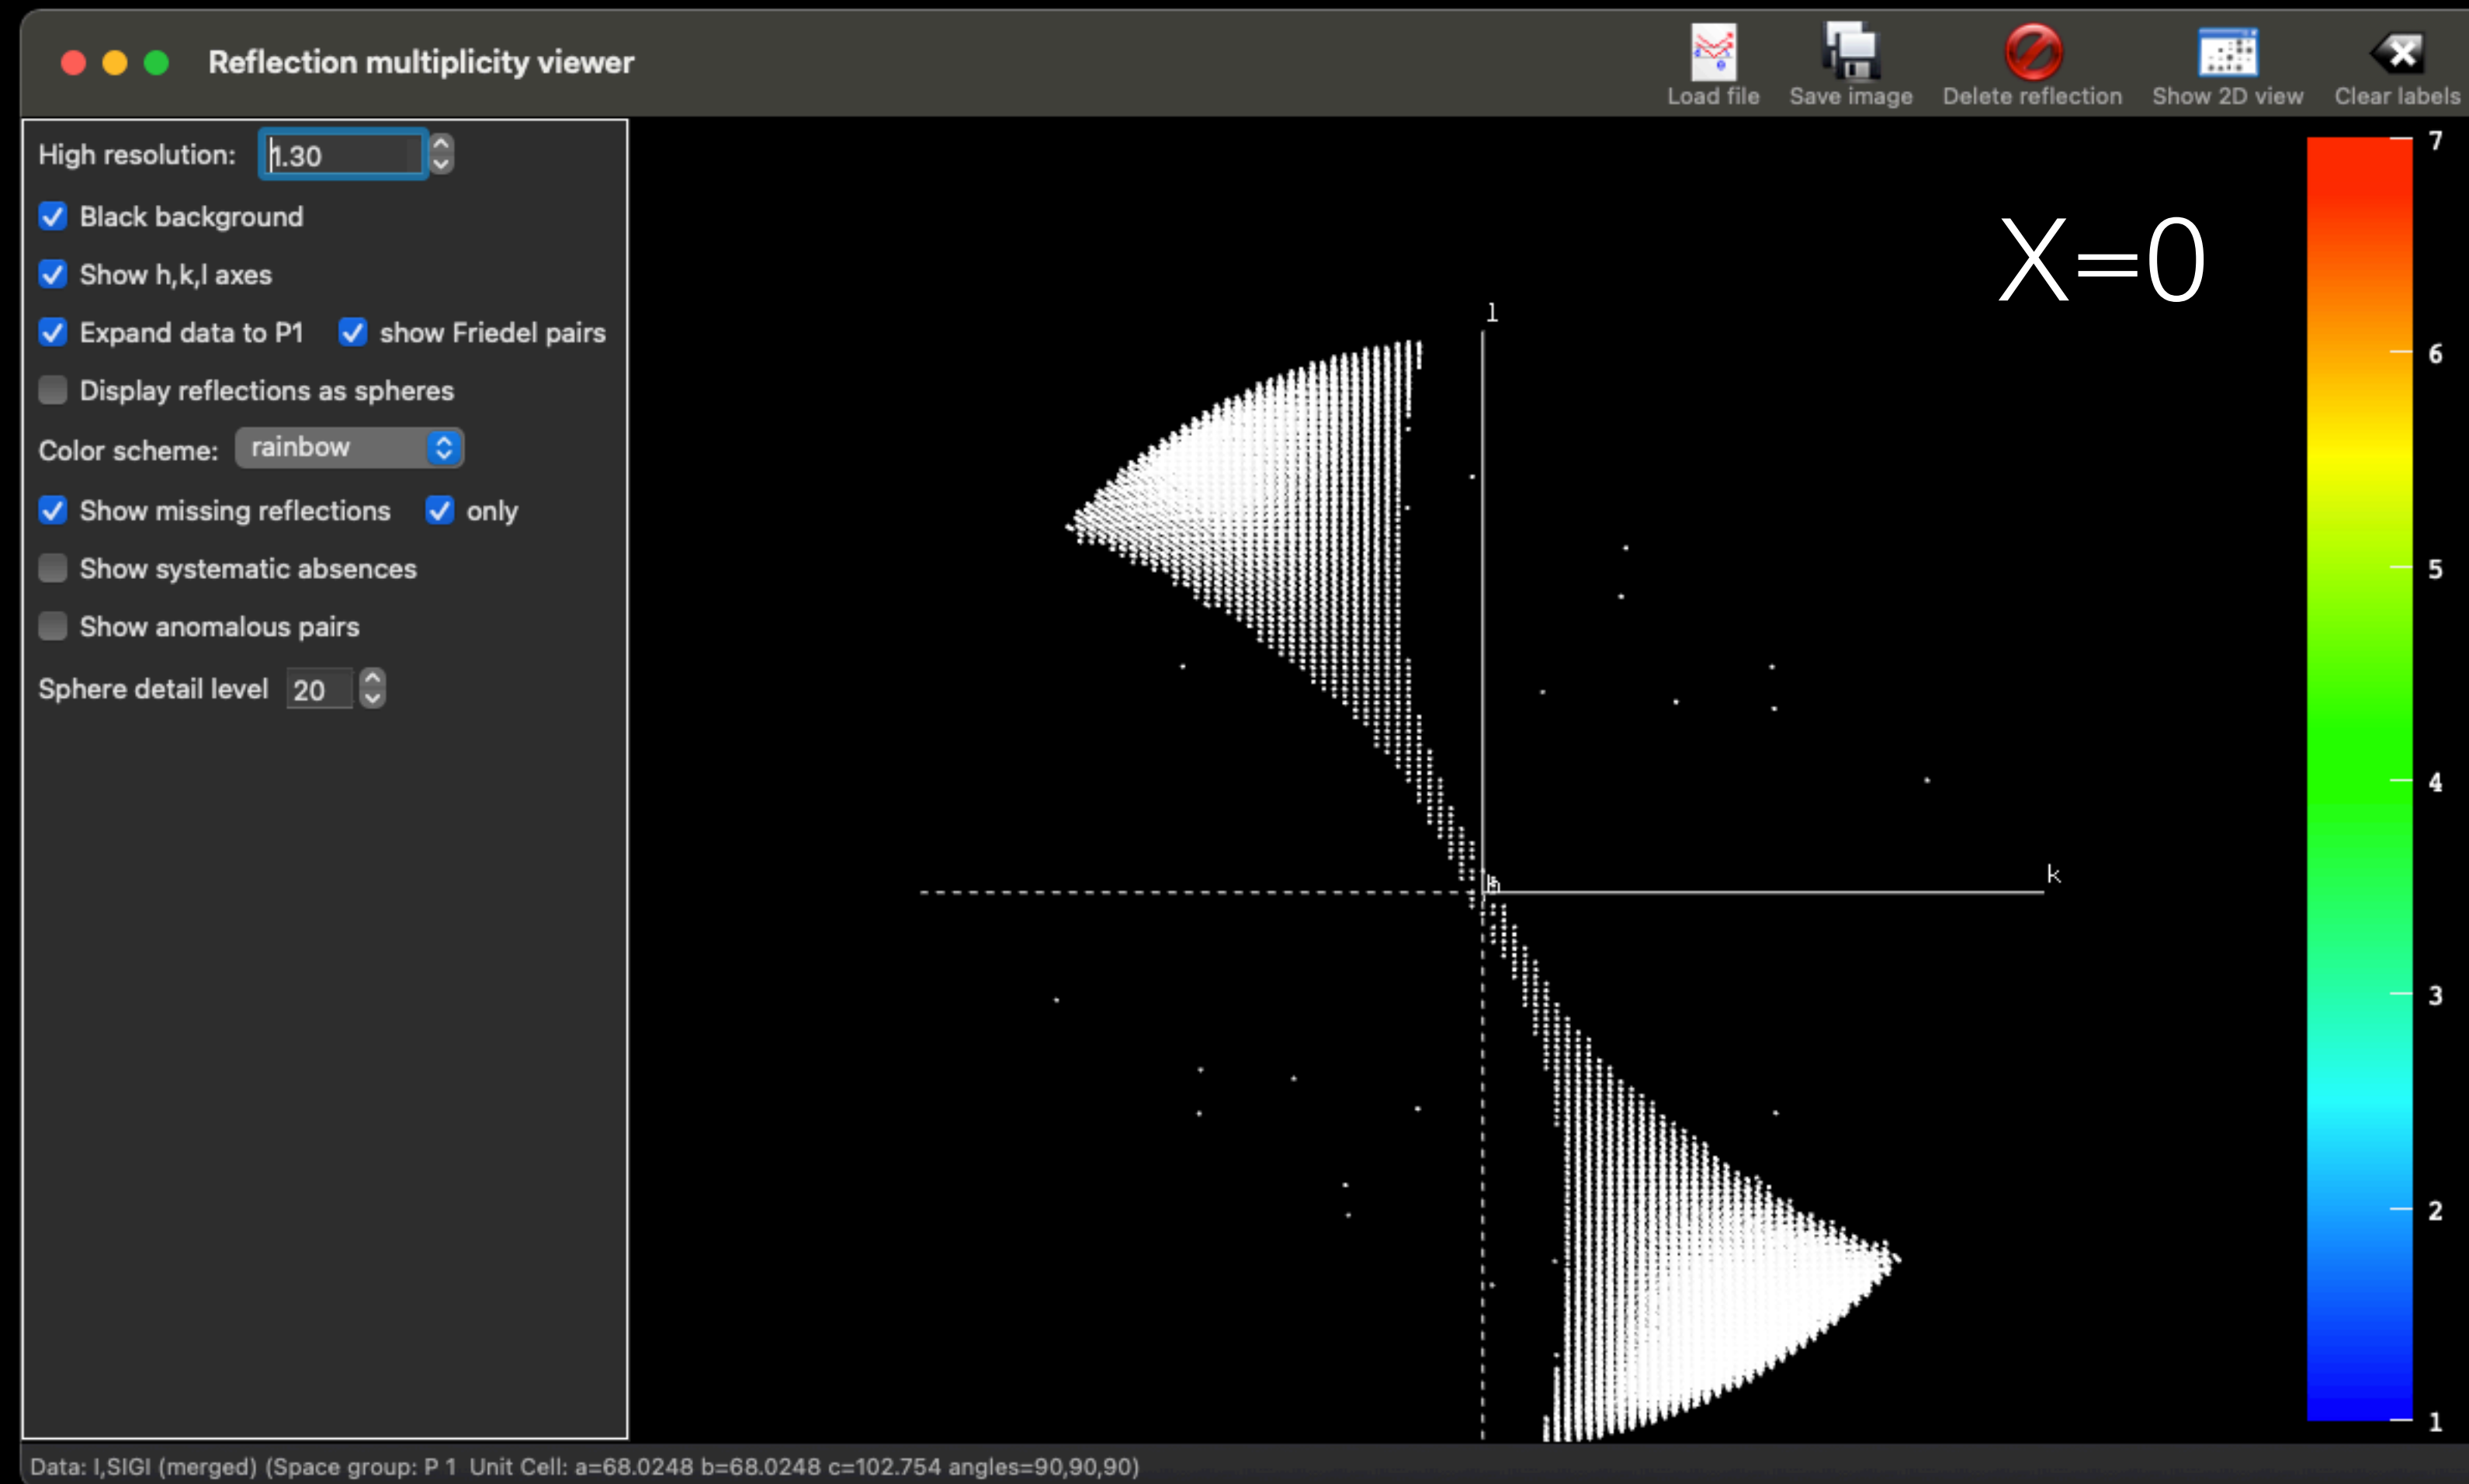 Reflection multiplicity viewer
Load file
Save image
Delete reflection
Show 2D view
Clear labels
High resolution: 1.30
Black background
Show h,k,l axes
Expand data to P1 show Friedel pairs
Display reflections as spheres
Color scheme: rainbow
Show missing reflections only
Show systematic absences
Show anomalous pairs
Sphere detail level 20
X=0
l
k
h
7
6
5
4
3
2
1
Data: I,SIGI (merged) (Space group: P 1 Unit Cell: a=68.0248 b=68.0248 c=102.754 angles=90,90,90)